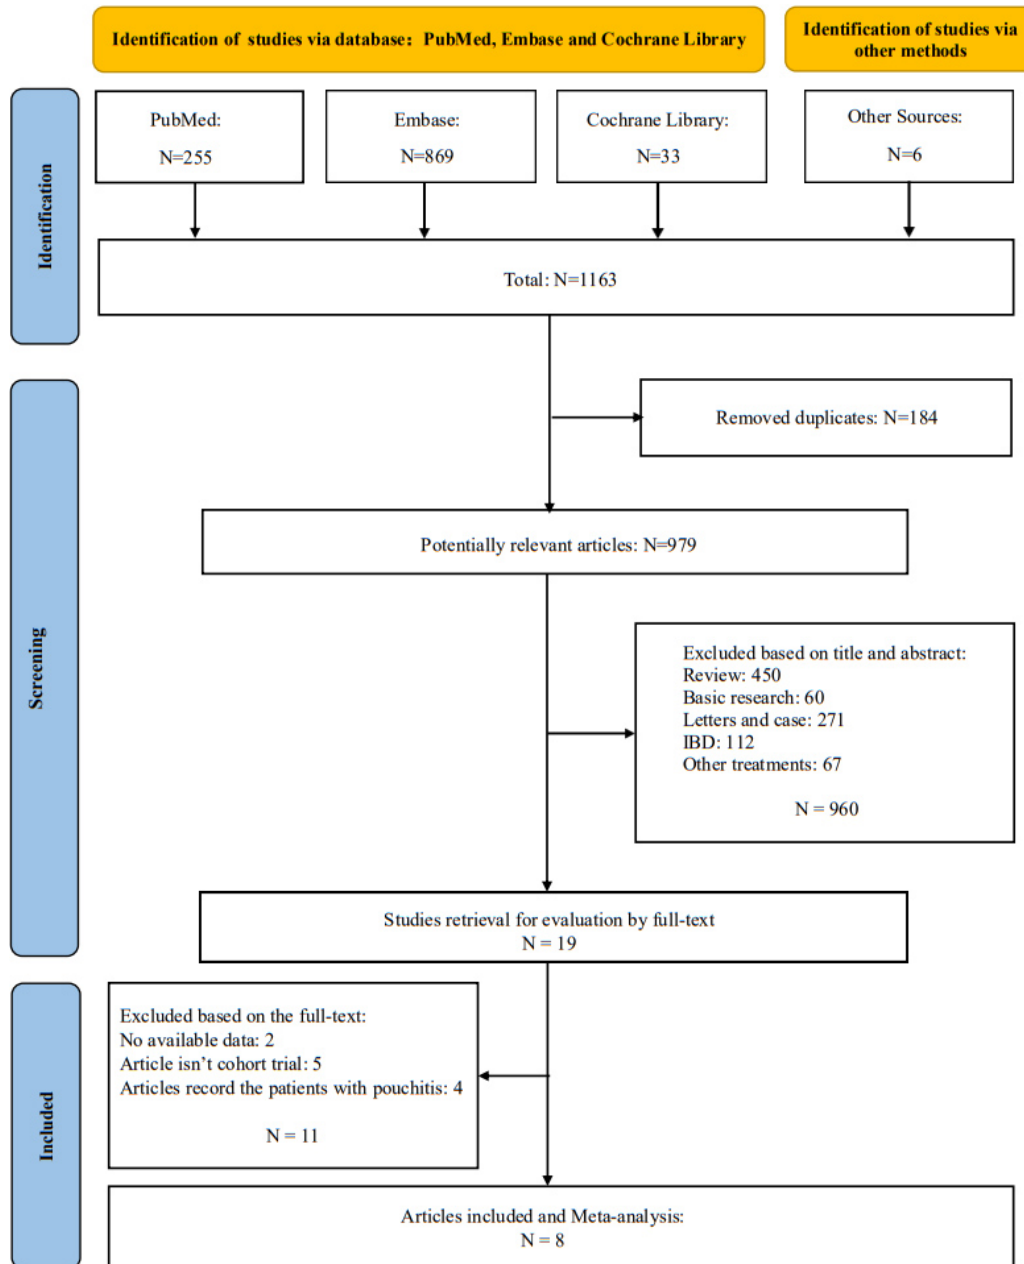 Identification of studies via database：PubMed, Embase and Cochrane Library
Identification of studies via
other methods
Identification
PubMed:
N=255
Embase:
N=869
Cochrane Library:
N=33
Other Sources:
N=6
Total: N=1163
Screening
Removed duplicates: N=184
Potentially relevant articles: N=979
Excluded based on title and abstract:
Review: 450
Basic research: 60
Letters and case: 271
IBD: 112
Other treatments: 67
N = 960
Studies retrieval for evaluation by full-text
N = 19
Included
Excluded based on the full-text:
No available data: 2
Article isn’t cohort trial: 5
Articles record the patients with pouchitis: 4
N = 11
Articles included and Meta-analysis:
N = 8